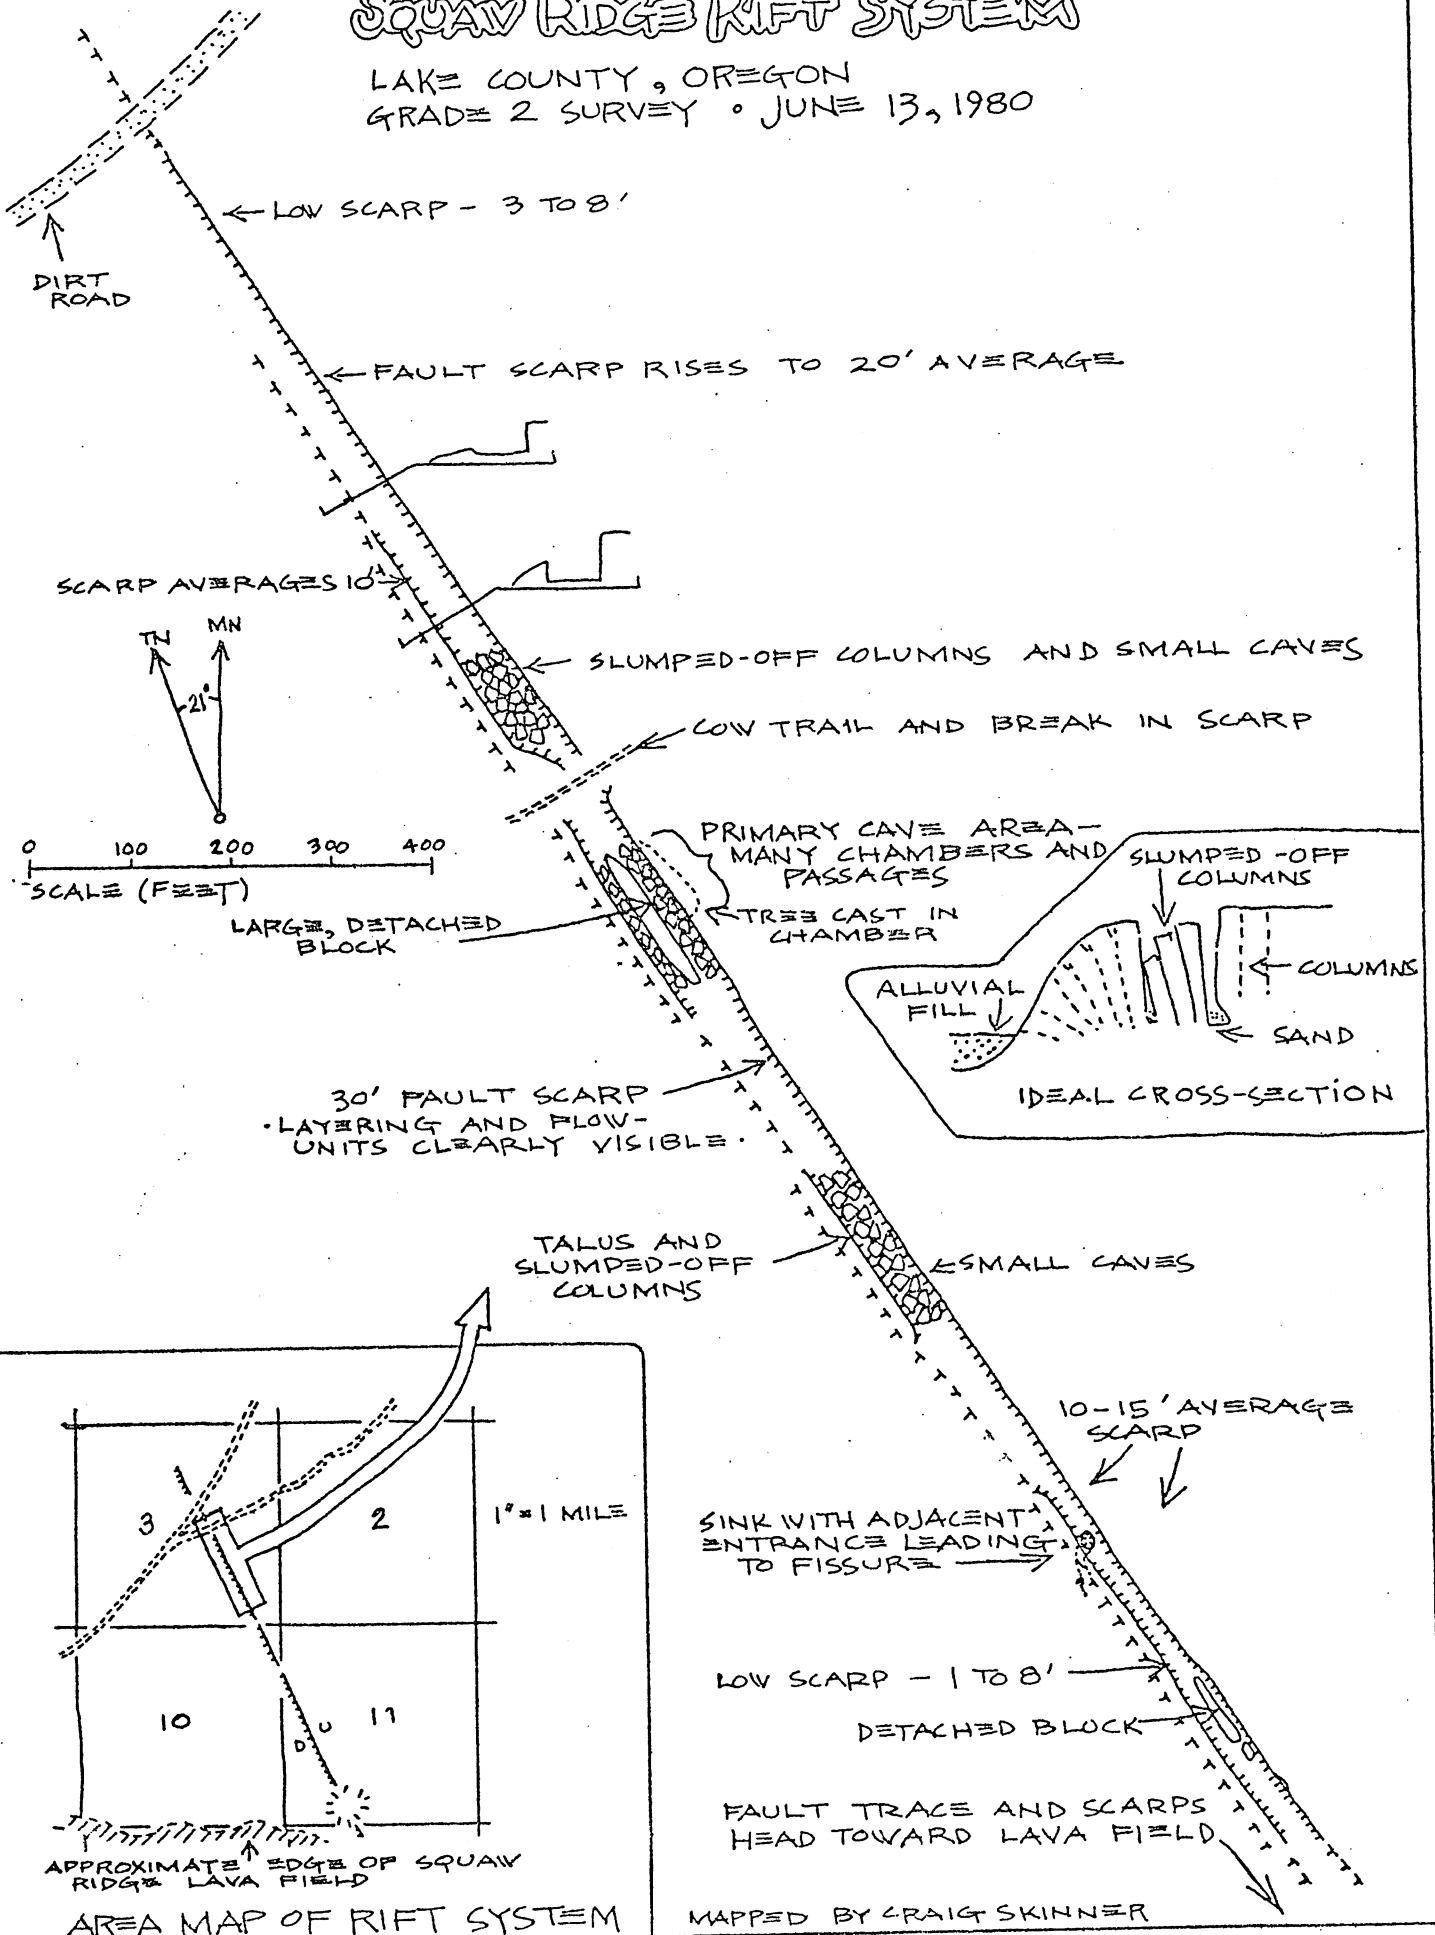 SQUAW RIDGE RIFT SYSTEM
LAKE COUNTY, OREGON
GRADE 2 SURVEY • JUNE 13, 1980
LOW SCARP - 3 TO 8'
DIRT
ROAD
FAULT SCARP RISES TO 20' AVERAGE
SCARP AVERAGES 10'
TN
MN
21°
SLUMPED-OFF COLUMNS AND SMALL CAVES
COW TRAIL AND BREAK IN SCARP
0 100 200 300 400
SCALE (FEET)
PRIMARY CAVE AREA-
MANY CHAMBERS AND
PASSAGES
TREE CAST IN
CHAMBER
LARGE, DETACHED
BLOCK
SLUMPED-OFF
COLUMNS
COLUMNS
ALLUVIAL
FILL
SAND
IDEAL CROSS-SECTION
30' FAULT SCARP
•LAYERING AND FLOW-
UNITS CLEARLY VISIBLE•
TALUS AND
SLUMPED-OFF
COLUMNS
SMALL CAVES
10-15' AVERAGE
SCARP
SINK WITH ADJACENT
ENTRANCE LEADING
TO FISSURE
LOW SCARP - 1 TO 8'
DETACHED BLOCK
FAULT TRACE AND SCARPS
HEAD TOWARD LAVA FIELD
MAPPED BY CRAIG SKINNER
3
2
1" = 1 MILE
10
11
U
D
APPROXIMATE EDGE OF SQUAW
RIDGE LAVA FIELD
AREA MAP OF RIFT SYSTEM